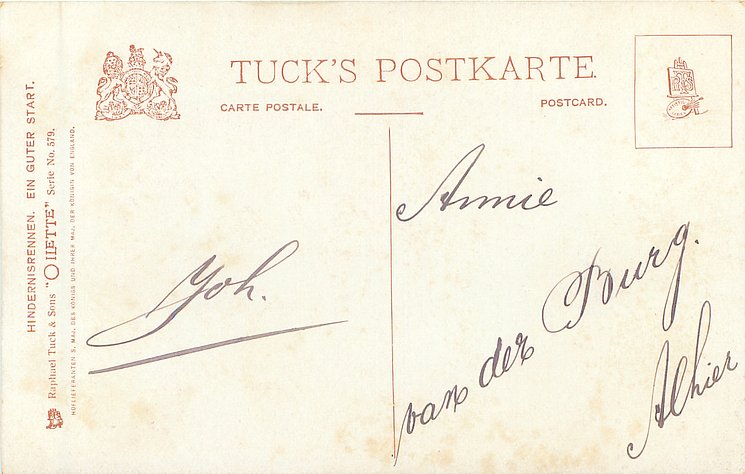 TUCK'S POSTKARTE.
CARTE POSTALE.
POSTCARD.
HINDERNISRENNEN. EIN GUTER START.
Raphael Tuck & Sons "OILETTE" Serie No. 579.
HOFLIEFERANTEN S. MAJ. DES KÖNIGS UND IHRER MAJ. DER KÖNIGIN VON ENGLAND.
Joh.
Annie
van der Burg.
Alhier